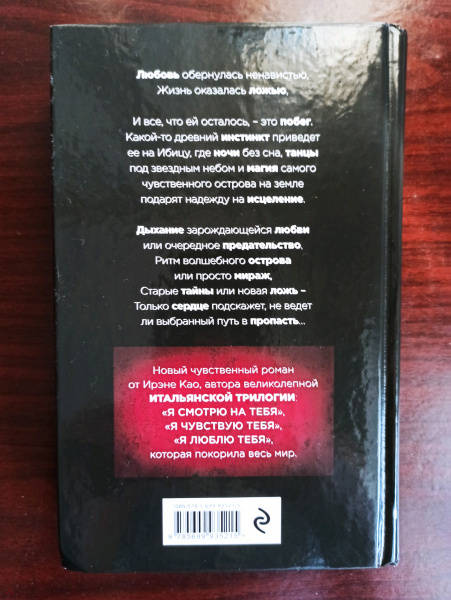 Любовь обернулась ненавистью,
Жизнь оказалась ложью,
И все, что ей осталось, – это побег.
Какой-то древний инстинкт приведет
ее на Ибицу, где ночи без сна, танцы
под звездным небом и магия самого
чувственного острова на земле
подарят надежду на исцеление.
Дыхание зарождающейся любви
или очередное предательство,
Ритм волшебного острова
или просто мираж,
Старые тайны или новая ложь –
Только сердце подскажет, не ведет
ли выбранный путь в пропасть...
Новый чувственный роман
от Ирэне Као, автора великолепной
ИТАЛЬЯНСКОЙ ТРИЛОГИИ:
«Я СМОТРЮ НА ТЕБЯ»,
«Я ЧУВСТВУЮ ТЕБЯ»,
«Я ЛЮБЛЮ ТЕБЯ»,
которая покорила весь мир.